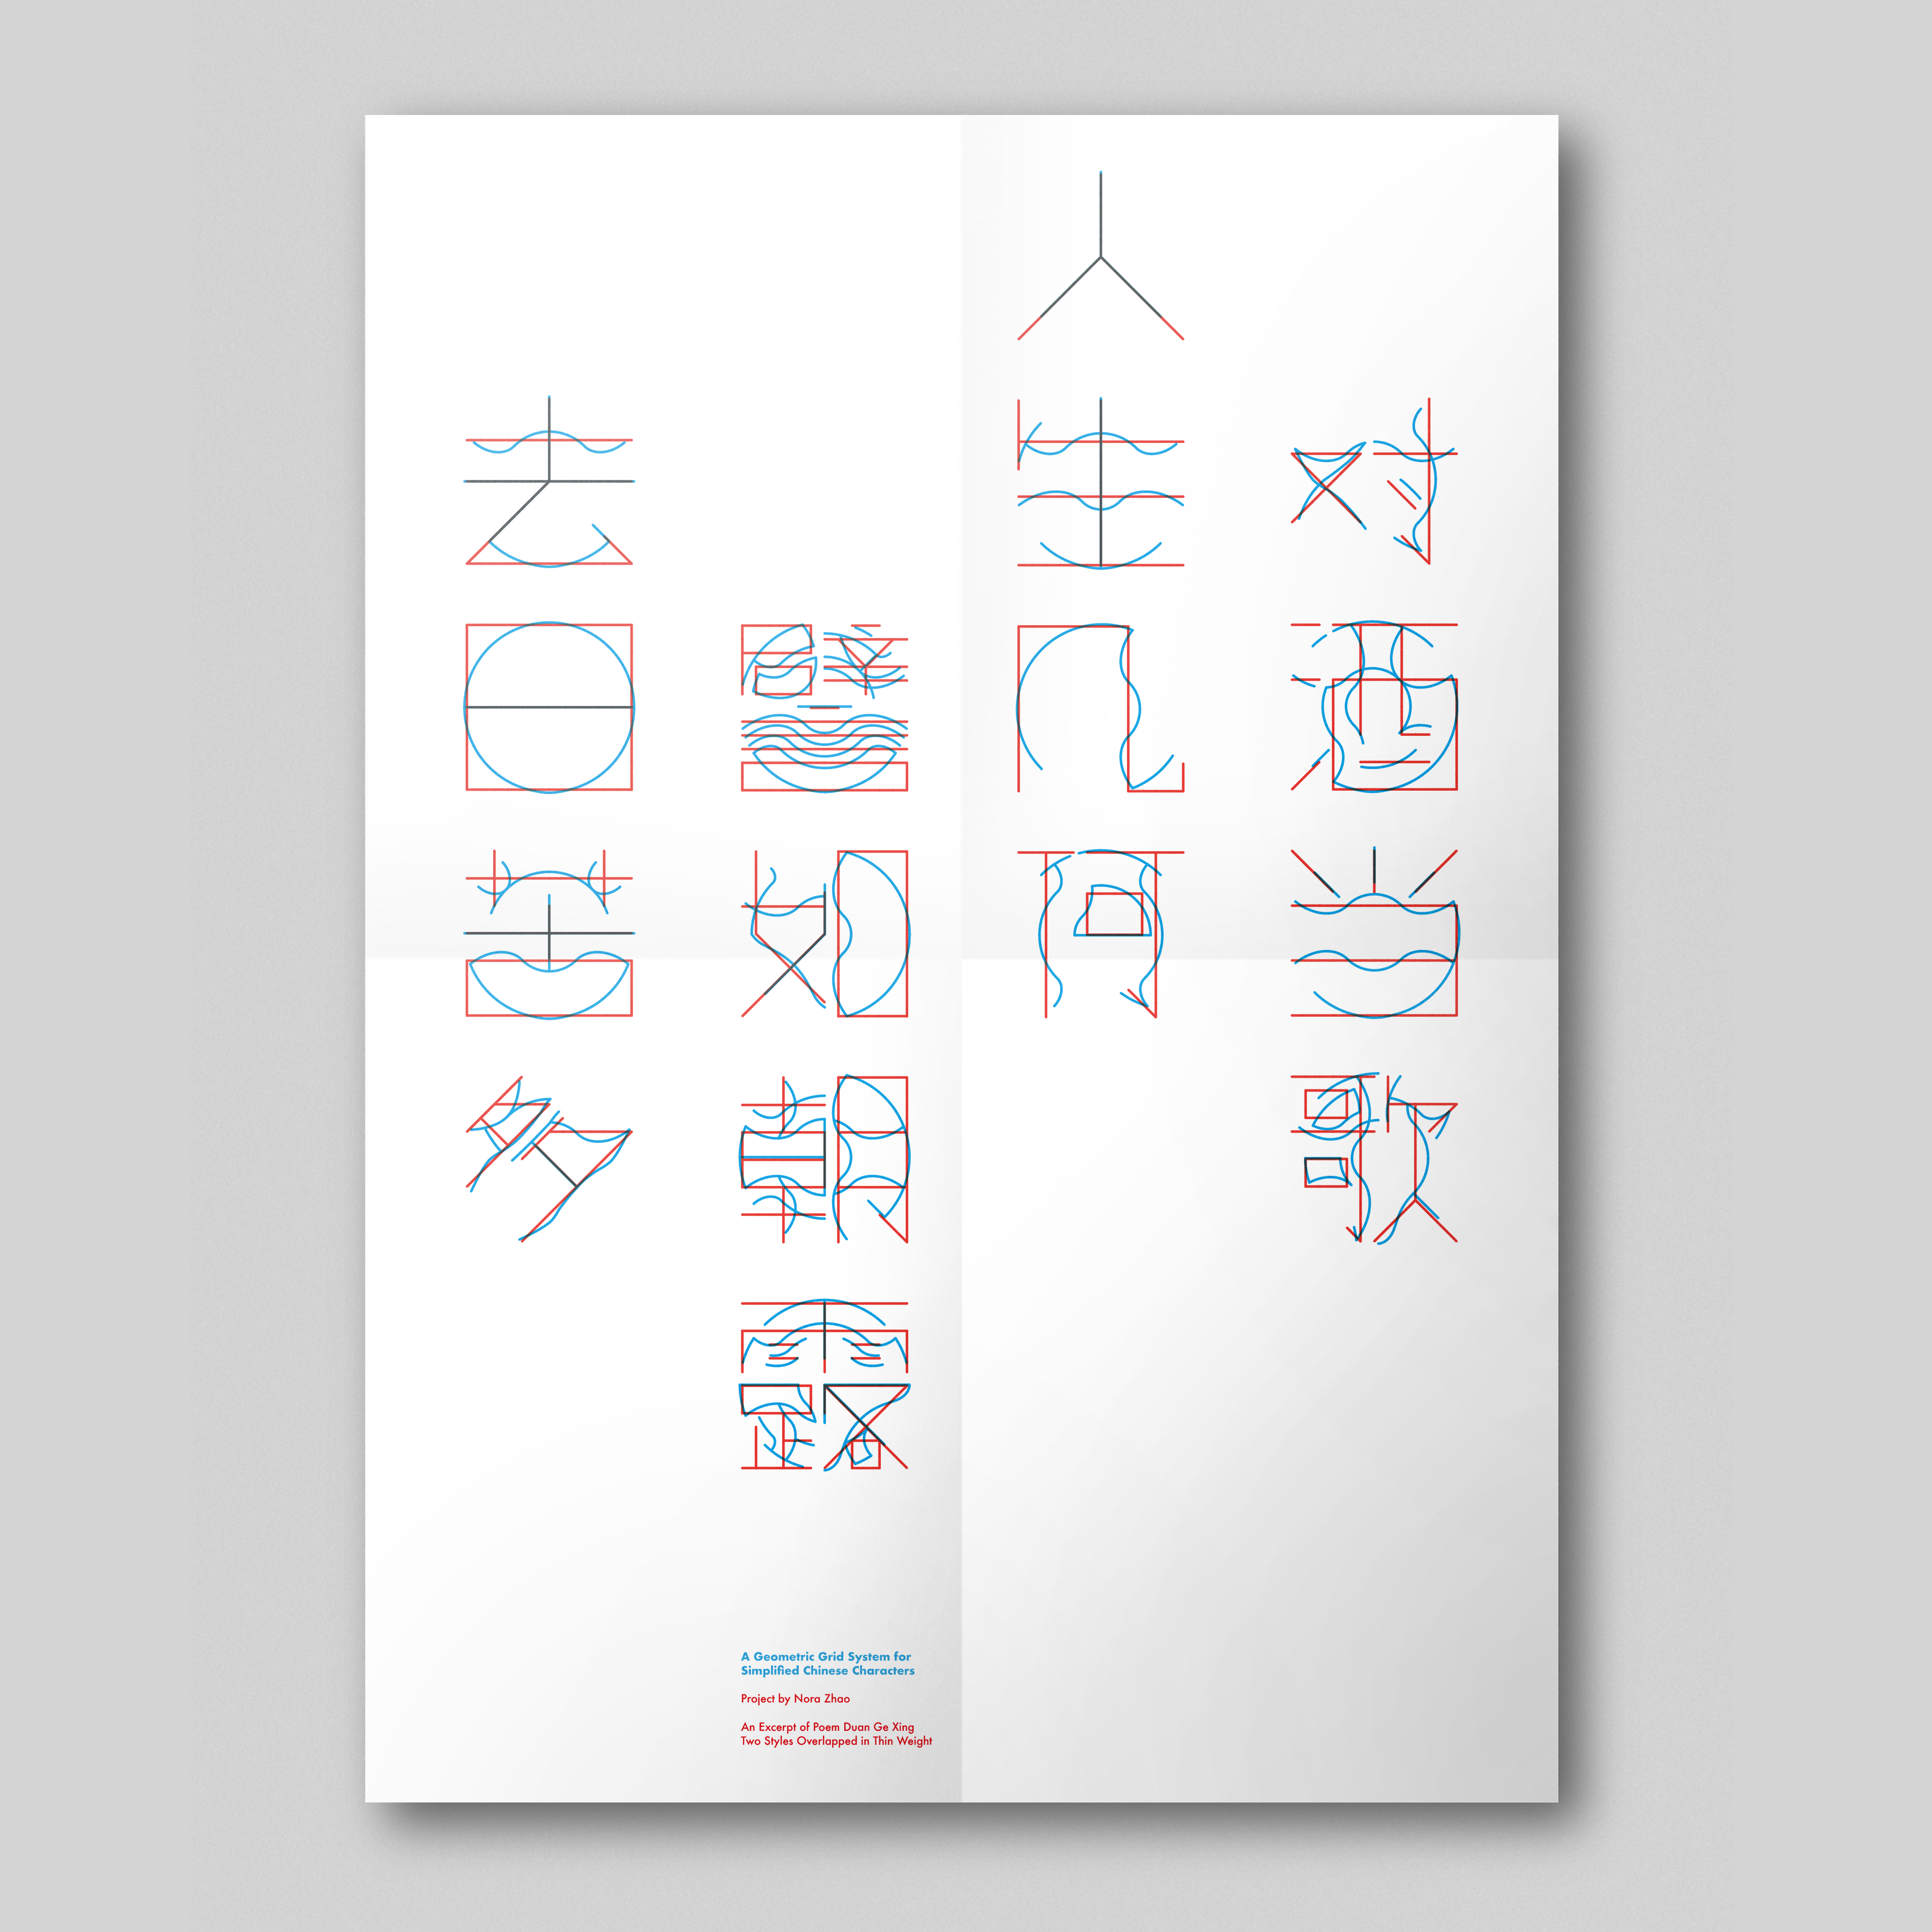 对酒当歌
人生几何
譬如朝露
去日苦多
A Geometric Grid System for
Simplified Chinese Characters
Project by Nora Zhao
An Excerpt of Poem Duan Ge Xing
Two Styles Overlapped in Thin Weight